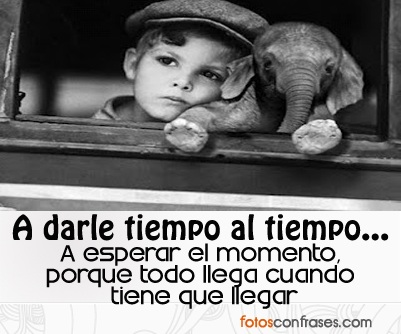 A darle tiempo al tiempo...
A esperar el momento,
porque todo llega cuando
tiene que llegar
fotosconfrases.com